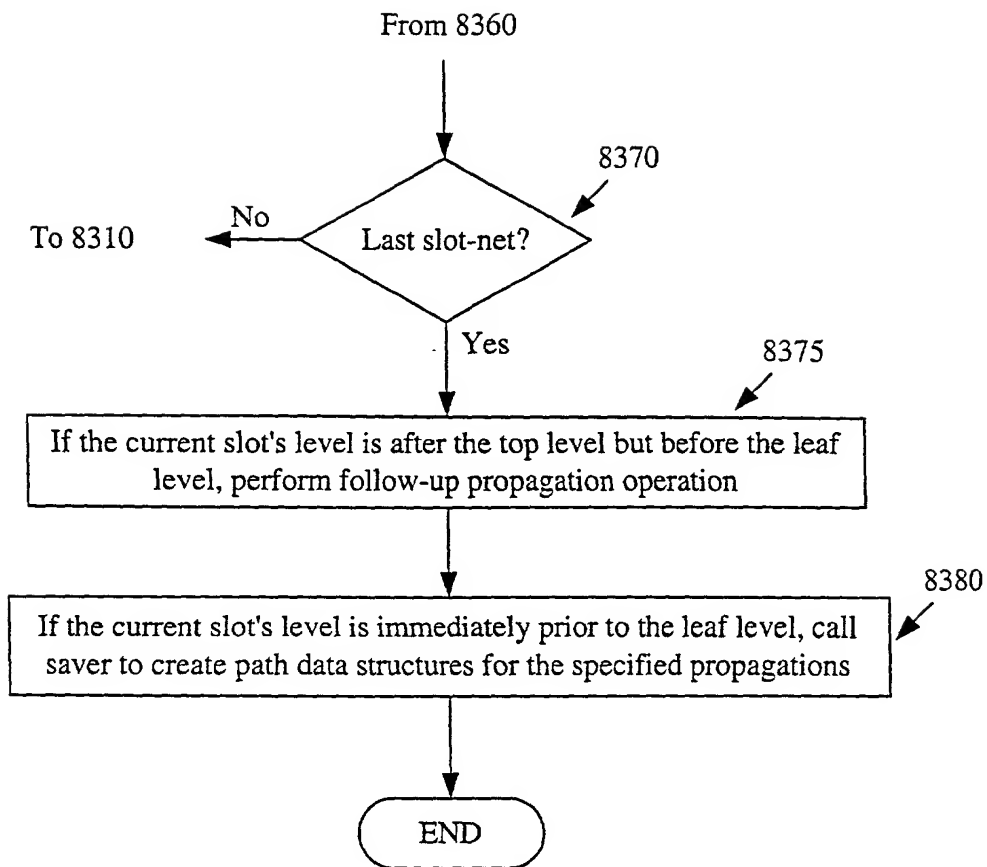 From 8360
8370
No
To 8310
Last slot-net?
Yes
8375
If the current slot's level is after the top level but before the leaf
level, perform follow-up propagation operation
8380
If the current slot's level is immediately prior to the leaf level, call
saver to create path data structures for the specified propagations
END